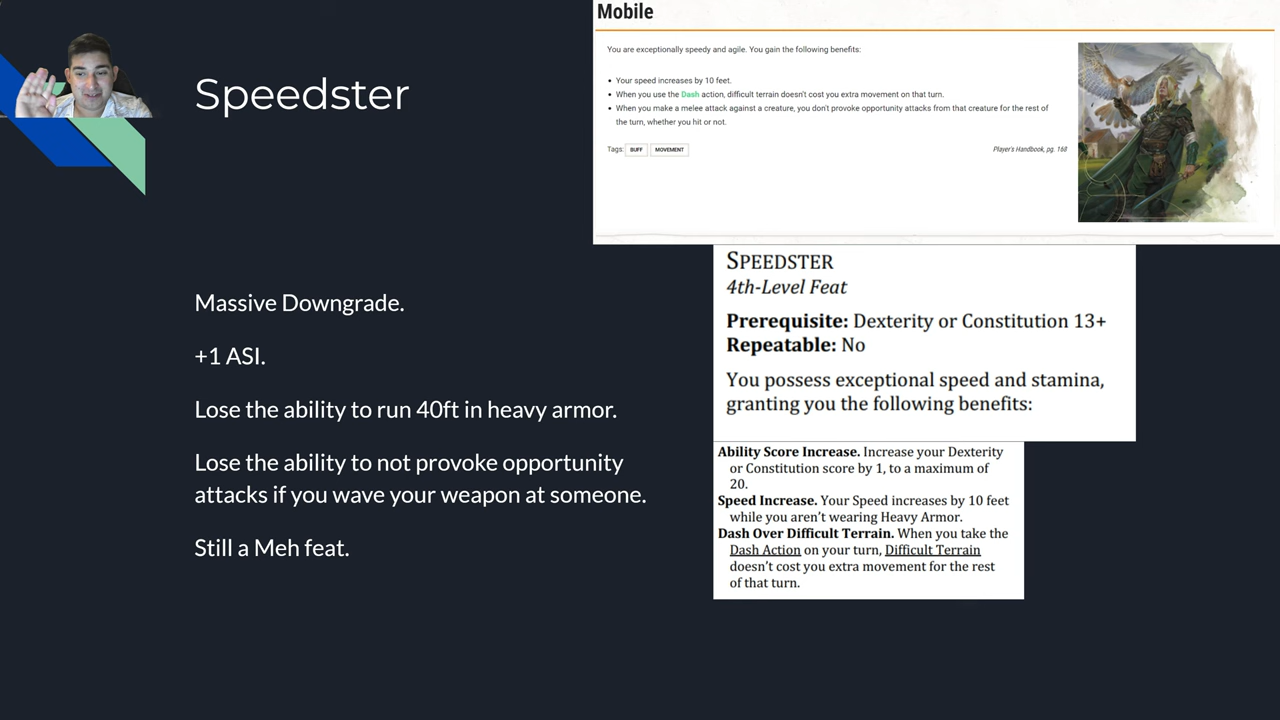 Speedster
Massive Downgrade.
+1 ASI.
Lose the ability to run 40ft in heavy armor.
Lose the ability to not provoke opportunity
attacks if you wave your weapon at someone.
Still a Meh feat.
Mobile
You are exceptionally speedy and agile. You gain the following benefits:
• Your speed increases by 10 feet.
• When you use the Dash action, difficult terrain doesn't cost you extra movement on that turn.
• When you make a melee attack against a creature, you don't provoke opportunity attacks from that creature for the rest of
the turn, whether you hit or not.
Tags: BUFF MOVEMENT
Player's Handbook, pg. 168
SPEEDSTER
4th-Level Feat
Prerequisite: Dexterity or Constitution 13+
Repeatable: No
You possess exceptional speed and stamina,
granting you the following benefits:
Ability Score Increase. Increase your Dexterity
or Constitution score by 1, to a maximum of
20.
Speed Increase. Your Speed increases by 10 feet
while you aren't wearing Heavy Armor.
Dash Over Difficult Terrain. When you take the
Dash Action on your turn, Difficult Terrain
doesn't cost you extra movement for the rest
of that turn.